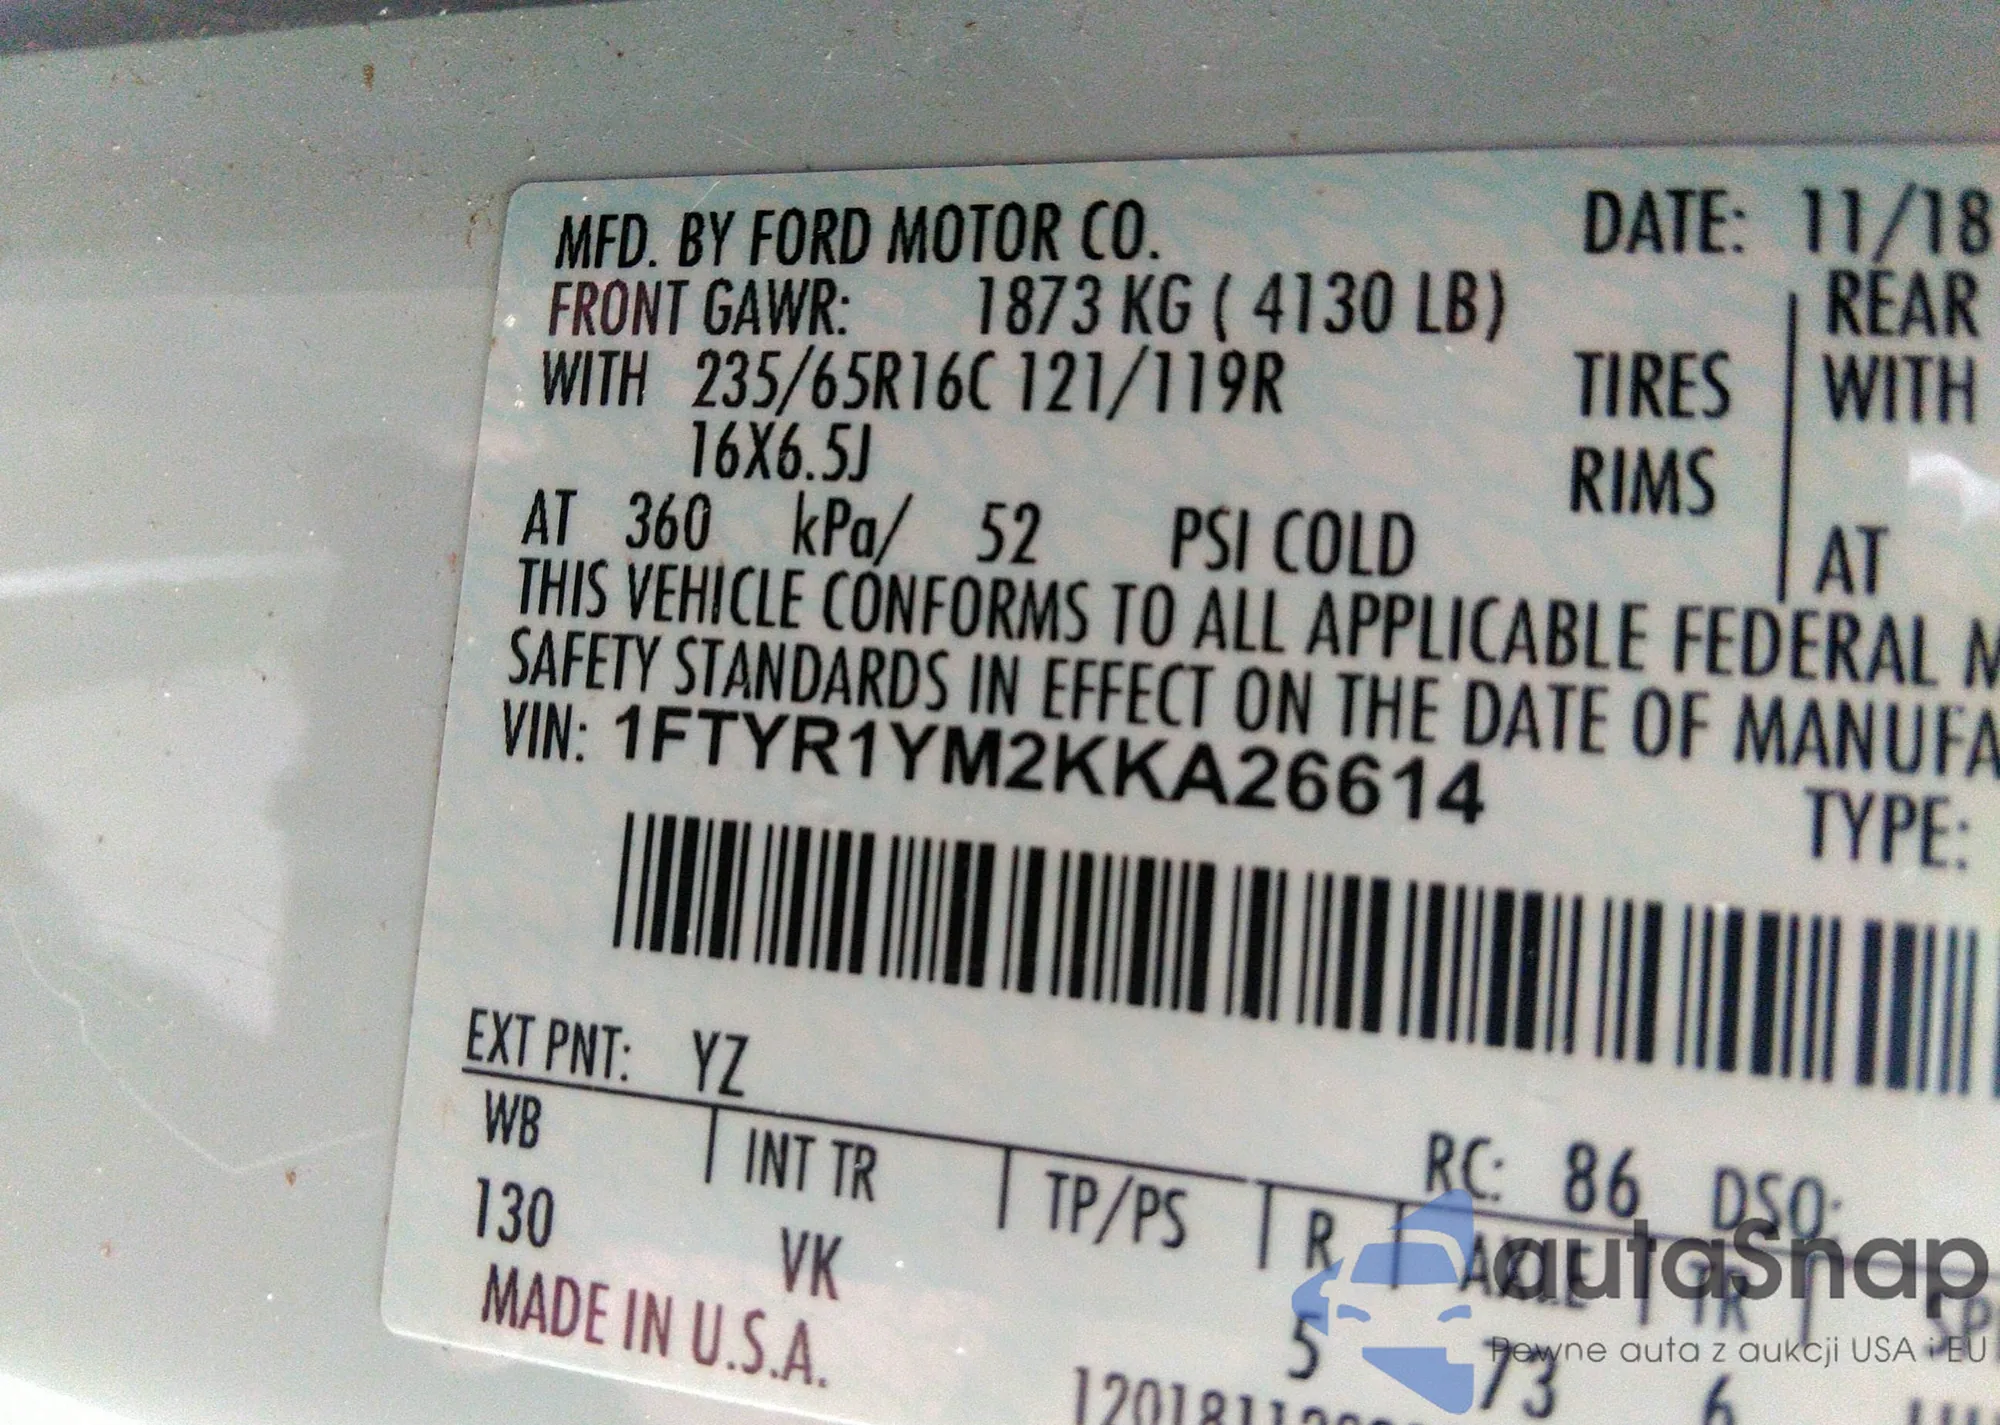 MFD. BY FORD MOTOR CO. DATE: 11/18
FRONT GAWR: 1873 KG ( 4130 LB) REAR
WITH 235/65R16C 121/119R TIRES WITH
16X6.5J RIMS
AT 360 kPa/ 52 PSI COLD AT
THIS VEHICLE CONFORMS TO ALL APPLICABLE FEDERAL M
SAFETY STANDARDS IN EFFECT ON THE DATE OF MANUFA
VIN: 1FTYR1YM2KKA26614
TYPE:
EXT PNT: YZ RC: 86 DSO:
WB INT TR TP/PS R AXLE TR
130 VK 5 73 6
MADE IN U.S.A.
autaSnap
Pewne auta z aukcji USA i EU